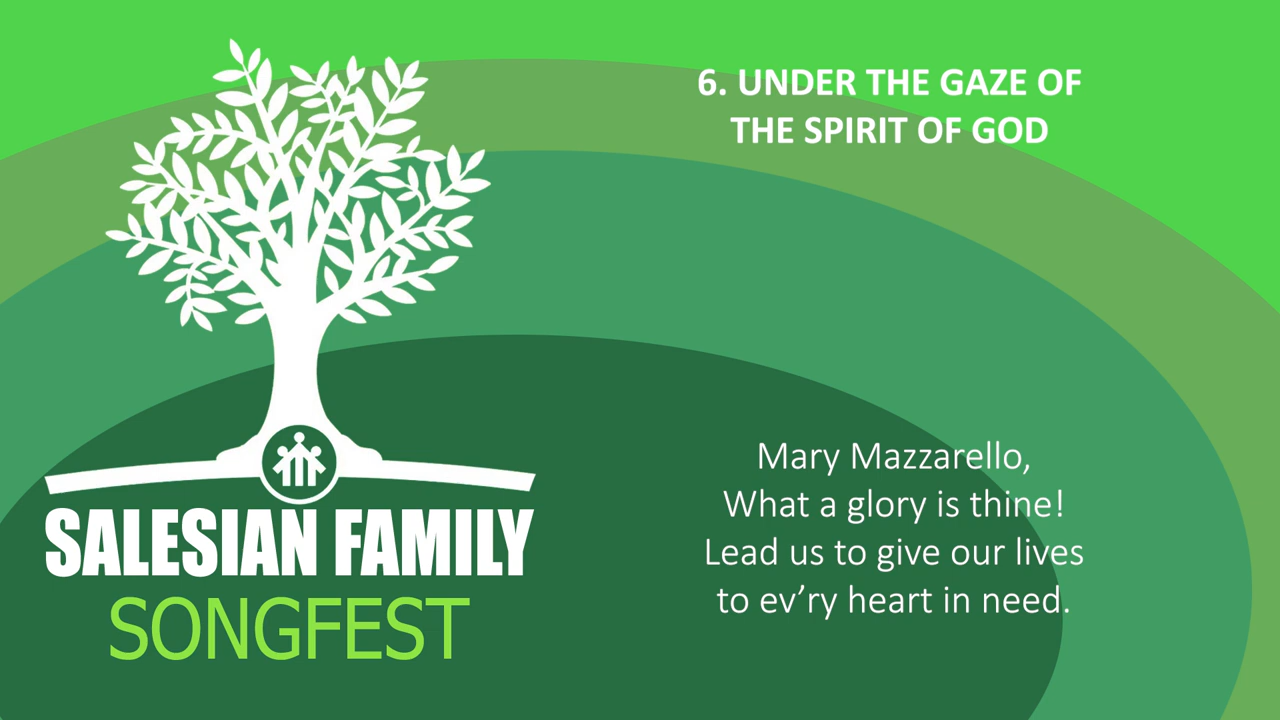 6. UNDER THE GAZE OF
THE SPIRIT OF GOD
SALESIAN FAMILY
SONGFEST
Mary Mazzarello,
What a glory is thine!
Lead us to give our lives
to ev’ry heart in need.